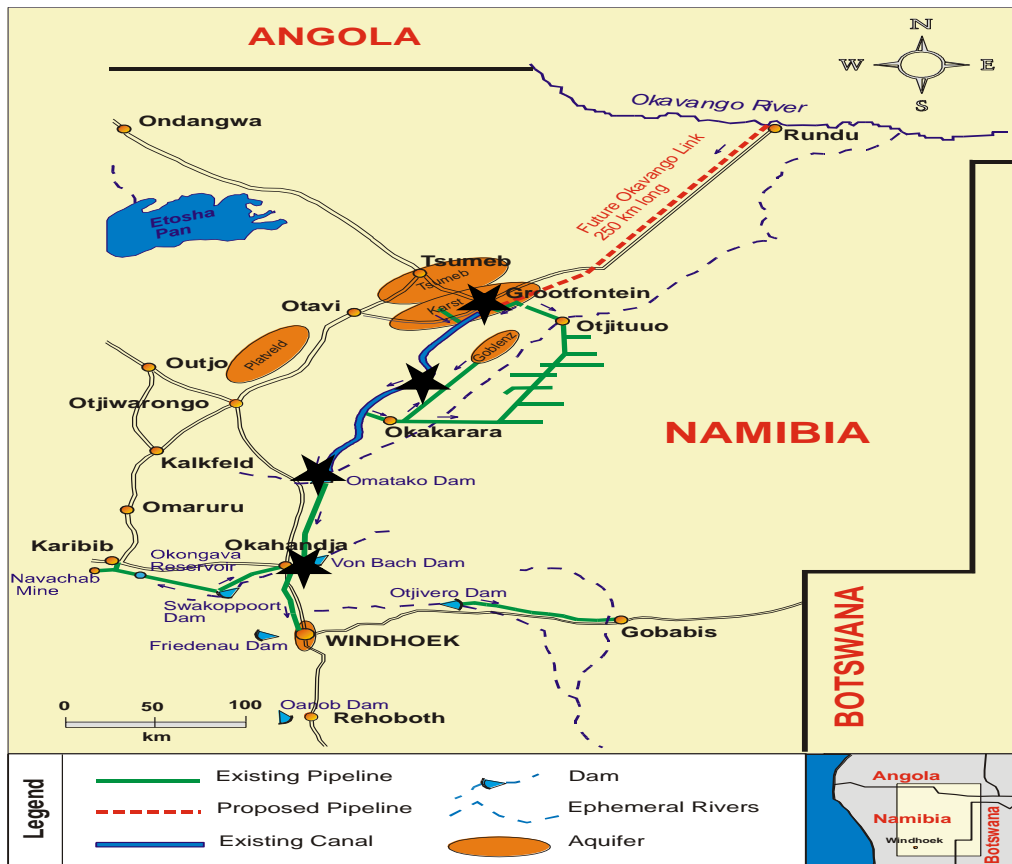 ANGOLA
N
W
E
S
Okavango River
Rundu
Ondangwa
Future Okavango Link
250 km long
Etosha
Pan
Tsumeb
Tsumeb
Kerst
Grootfontein
Otavi
Otjituuo
Goblenz
Platveld
Outjo
Otjiwarongo
Okakarara
NAMIBIA
Kalkfeld
Omatako Dam
Omaruru
Karibib
Okongava
Reservoir
Okahandja
Von Bach Dam
Navachab
Mine
Swakoppoort
Dam
Otjivero Dam
Gobabis
Friedenau Dam
WINDHOEK
BOTSWANA
0
50
100
km
Oanob Dam
Rehoboth
Legend
Existing Pipeline
Proposed Pipeline
Existing Canal
Dam
Ephemeral Rivers
Aquifer
Angola
Namibia
Windhoek
Botswana